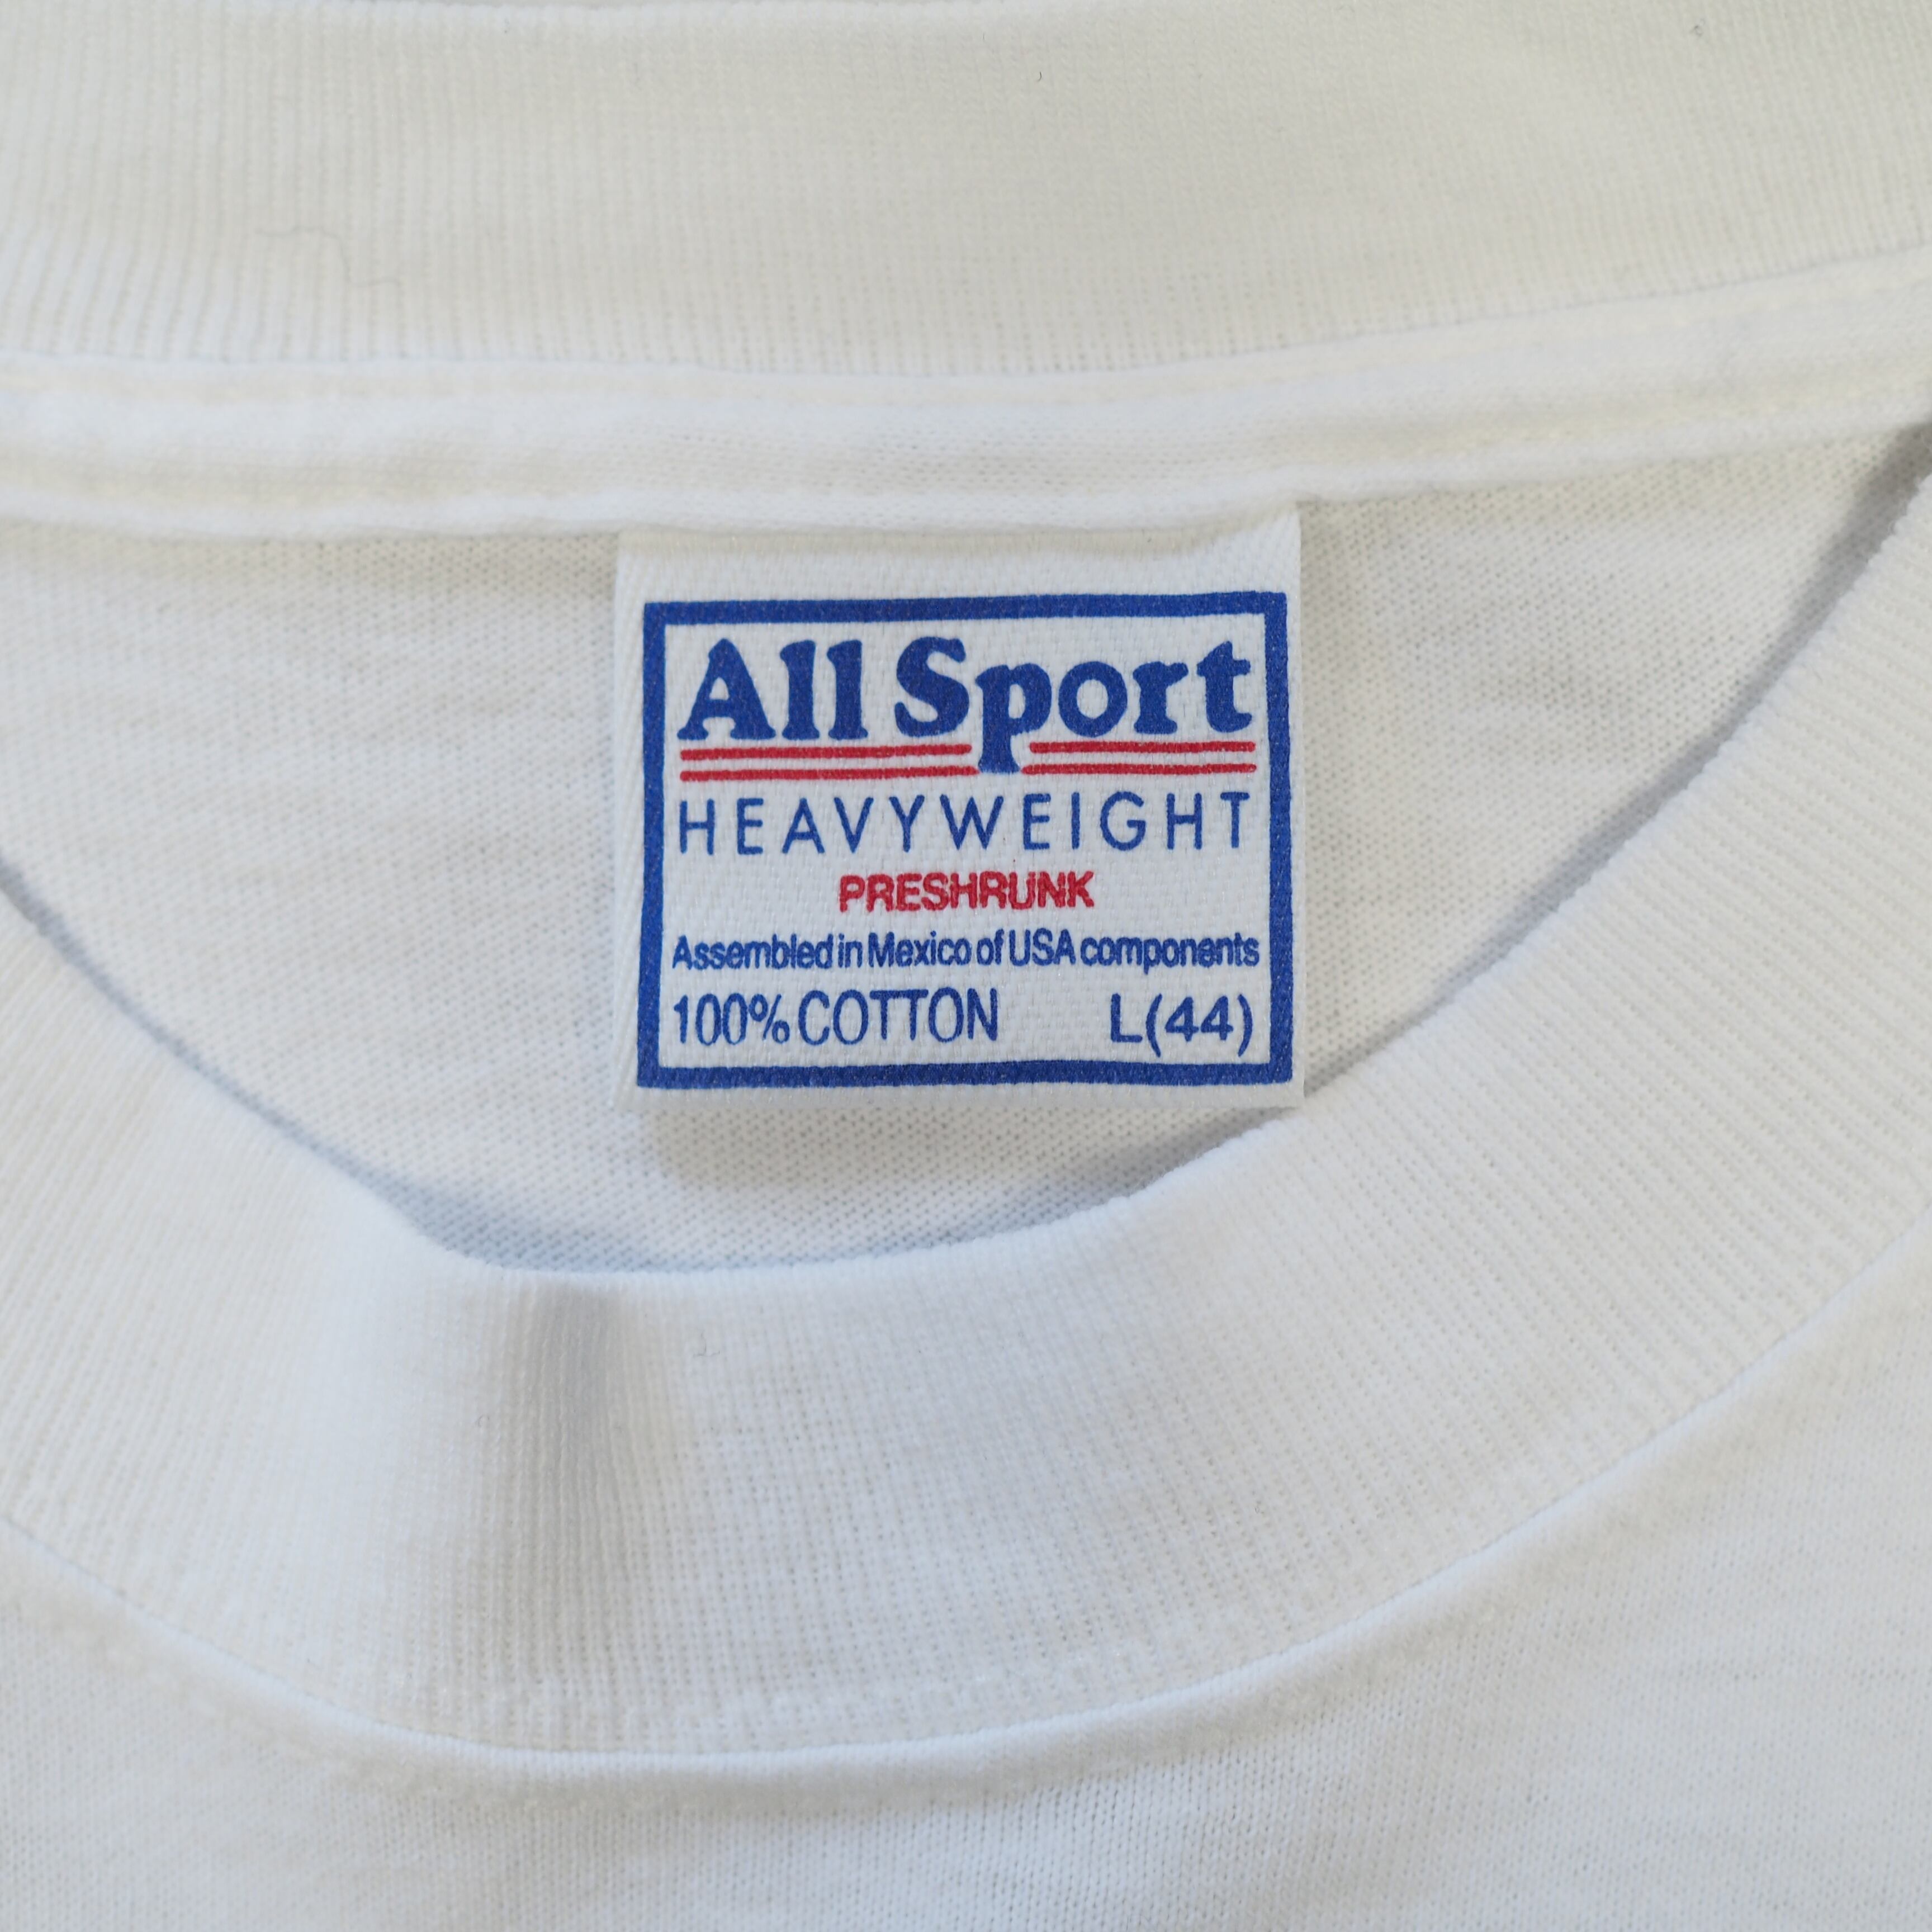 All Sport
HEAVYWEIGHT
PRESHRUNK
Assembled in Mexico of USA components
100% COTTON L(44)